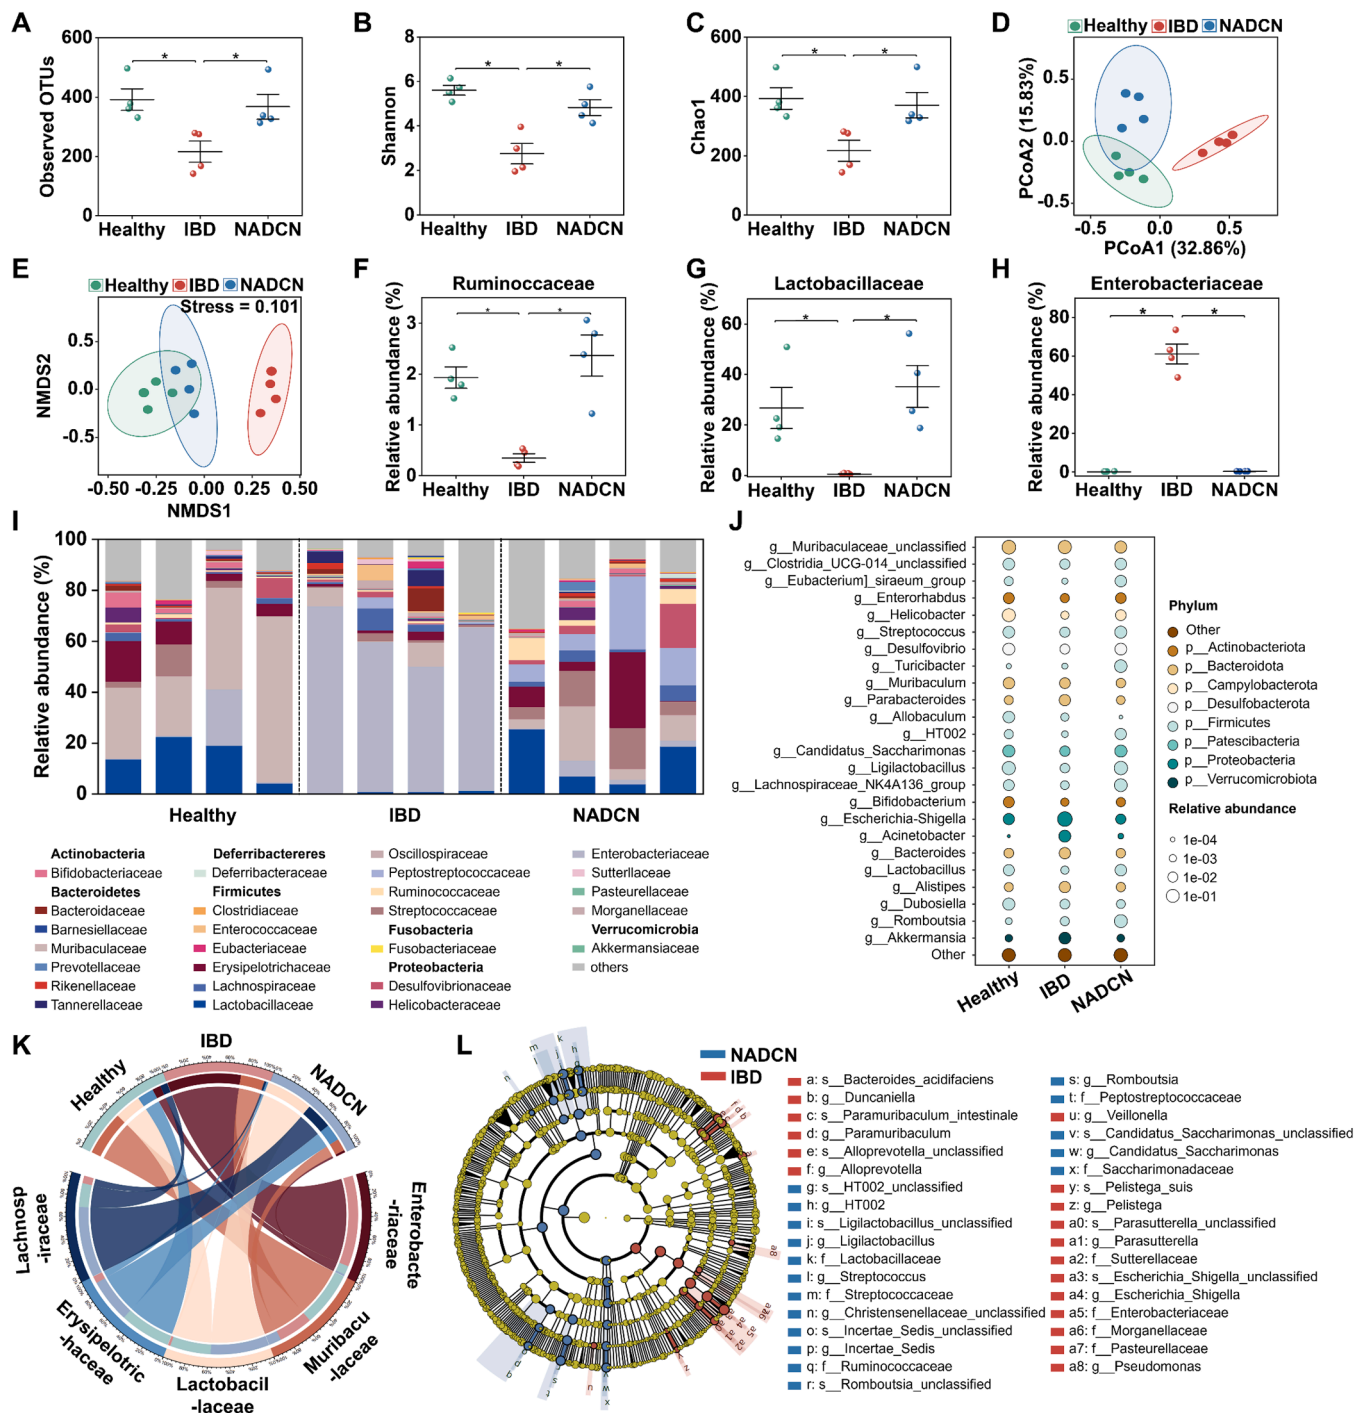 A
Observed OTUs
600
400
200
0
*
*
Healthy
IBD
NADCN
B
Shannon
8
6
4
2
0
*
*
Healthy
IBD
NADCN
C
Chao1
600
400
200
0
*
*
Healthy
IBD
NADCN
D
Healthy
IBD
NADCN
PCoA2 (15.83%)
0.5
0.0
-0.5
-0.5
0.0
0.5
PCoA1 (32.86%)
E
Healthy
IBD
NADCN
Stress = 0.101
NMDS2
0.5
0.0
-0.5
-0.50
-0.25
0.00
0.25
0.50
NMDS1
F
Ruminoccaceae
Relative abundance (%)
3
2
1
0
*
*
Healthy
IBD
NADCN
G
Lactobacillaceae
Relative abundance (%)
60
40
20
0
*
*
Healthy
IBD
NADCN
H
Enterobacteriaceae
Relative abundance (%)
80
60
40
20
0
*
*
Healthy
IBD
NADCN
I
Relative abundance (%)
100
80
60
40
20
0
Healthy
IBD
NADCN
Actinobacteria
Bifidobacteriaceae
Bacteroidetes
Bacteroidaceae
Barnesiellaceae
Muribaculaceae
Prevotellaceae
Rikenellaceae
Tannerellaceae
Deferribactereres
Deferribacteraceae
Firmicutes
Clostridiaceae
Enterococcaceae
Eubacteriaceae
Erysipelotrichaceae
Lachnospiraceae
Lactobacillaceae
Oscillospiraceae
Peptostreptococcaceae
Ruminococcaceae
Streptococcaceae
Fusobacteria
Fusobacteriaceae
Proteobacteria
Desulfovibrionaceae
Helicobacteraceae
Enterobacteriaceae
Sutterllaceae
Pasteurellaceae
Morganellaceae
Verrucomicrobia
Akkermansiaceae
others
J
g__Muribaculaceae_unclassified
g__Clostridia_UCG-014_unclassified
g__Eubacterium]_siraeum_group
g__Enterorhabdus
g__Helicobacter
g__Streptococcus
g__Desulfovibrio
g__Turicibacter
g__Muribaculum
g__Parabacteroides
g__Allobaculum
g__HT002
g__Candidatus_Saccharimonas
g__Ligilactobacillus
g__Lachnospiraceae_NK4A136_group
g__Bifidobacterium
g__Escherichia-Shigella
g__Acinetobacter
g__Bacteroides
g__Lactobacillus
g__Alistipes
g__Dubosiella
g__Romboutsia
g__Akkermansia
Other
Healthy
IBD
NADCN
Phylum
Other
p__Actinobacteriota
p__Bacteroidota
p__Campylobacterota
p__Desulfobacterota
p__Firmicutes
p__Patescibacteria
p__Proteobacteria
p__Verrucomicrobiota
Relative abundance
1e-04
1e-03
1e-02
1e-01
K
Healthy
IBD
NADCN
Lachnosp
-iraceae
Erysipelotric
-haceae
Lactobacil
-laceae
Muribacu
-laceae
Enterobacte
-riaceae
L
NADCN
IBD
a: s__Bacteroides_acidifaciens
b: g__Duncaniella
c: s__Paramuribaculum_intestinale
d: g__Paramuribaculum
e: s__Alloprevotella_unclassified
f: g__Alloprevotella
g: s__HT002_unclassified
h: g__HT002
i: s__Ligilactobacillus_unclassified
j: g__Ligilactobacillus
k: f__Lactobacillaceae
l: g__Streptococcus
m: f__Streptococcaceae
n: g__Christensenellaceae_unclassified
o: s__Incertae_Sedis_unclassified
p: g__Incertae_Sedis
q: f__Ruminococcaceae
r: s__Romboutsia_unclassified
s: g__Romboutsia
t: f__Peptostreptococcaceae
u: g__Veillonella
v: s__Candidatus_Saccharimonas_unclassified
w: g__Candidatus_Saccharimonas
x: f__Saccharimonadaceae
y: s__Pelistega_suis
z: g__Pelistega
a0: s__Parasutterella_unclassified
a1: g__Parasutterella
a2: f__Sutterellaceae
a3: s__Escherichia_Shigella_unclassified
a4: g__Escherichia_Shigella
a5: f__Enterobacteriaceae
a6: f__Morganellaceae
a7: f__Pasteurellaceae
a8: g__Pseudomonas